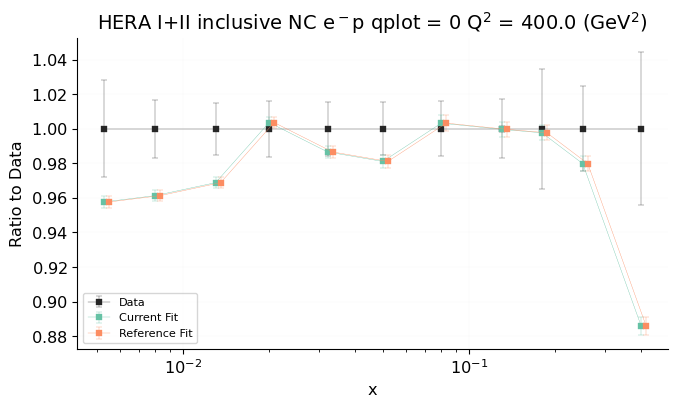 HERA I+II inclusive NC e⁻p qplot = 0 Q² = 400.0 (GeV²)
Ratio to Data
1.04
1.02
1.00
0.98
0.96
0.94
0.92
0.90
0.88
Data
Current Fit
Reference Fit
10⁻²
10⁻¹
x